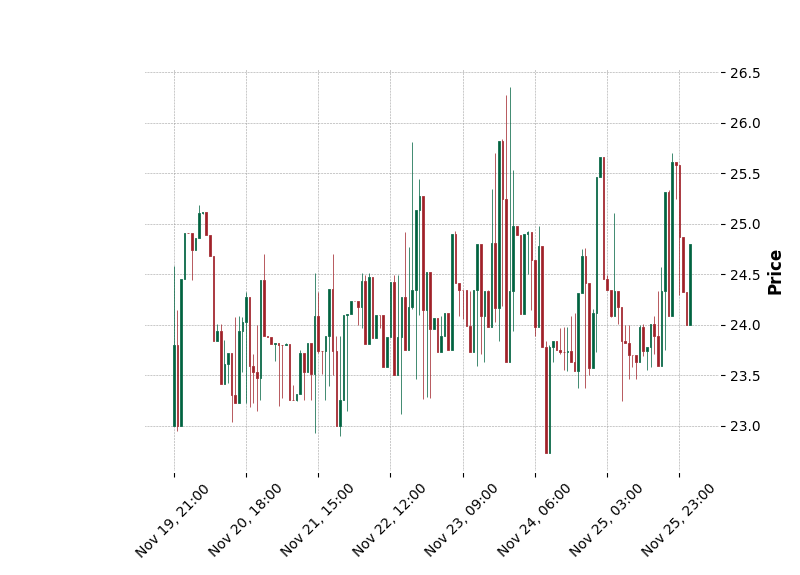 26.5
26.0
25.5
25.0
24.5
24.0
23.5
23.0
Price
Nov 19, 21:00
Nov 20, 18:00
Nov 21, 15:00
Nov 22, 12:00
Nov 23, 09:00
Nov 24, 06:00
Nov 25, 03:00
Nov 25, 23:00